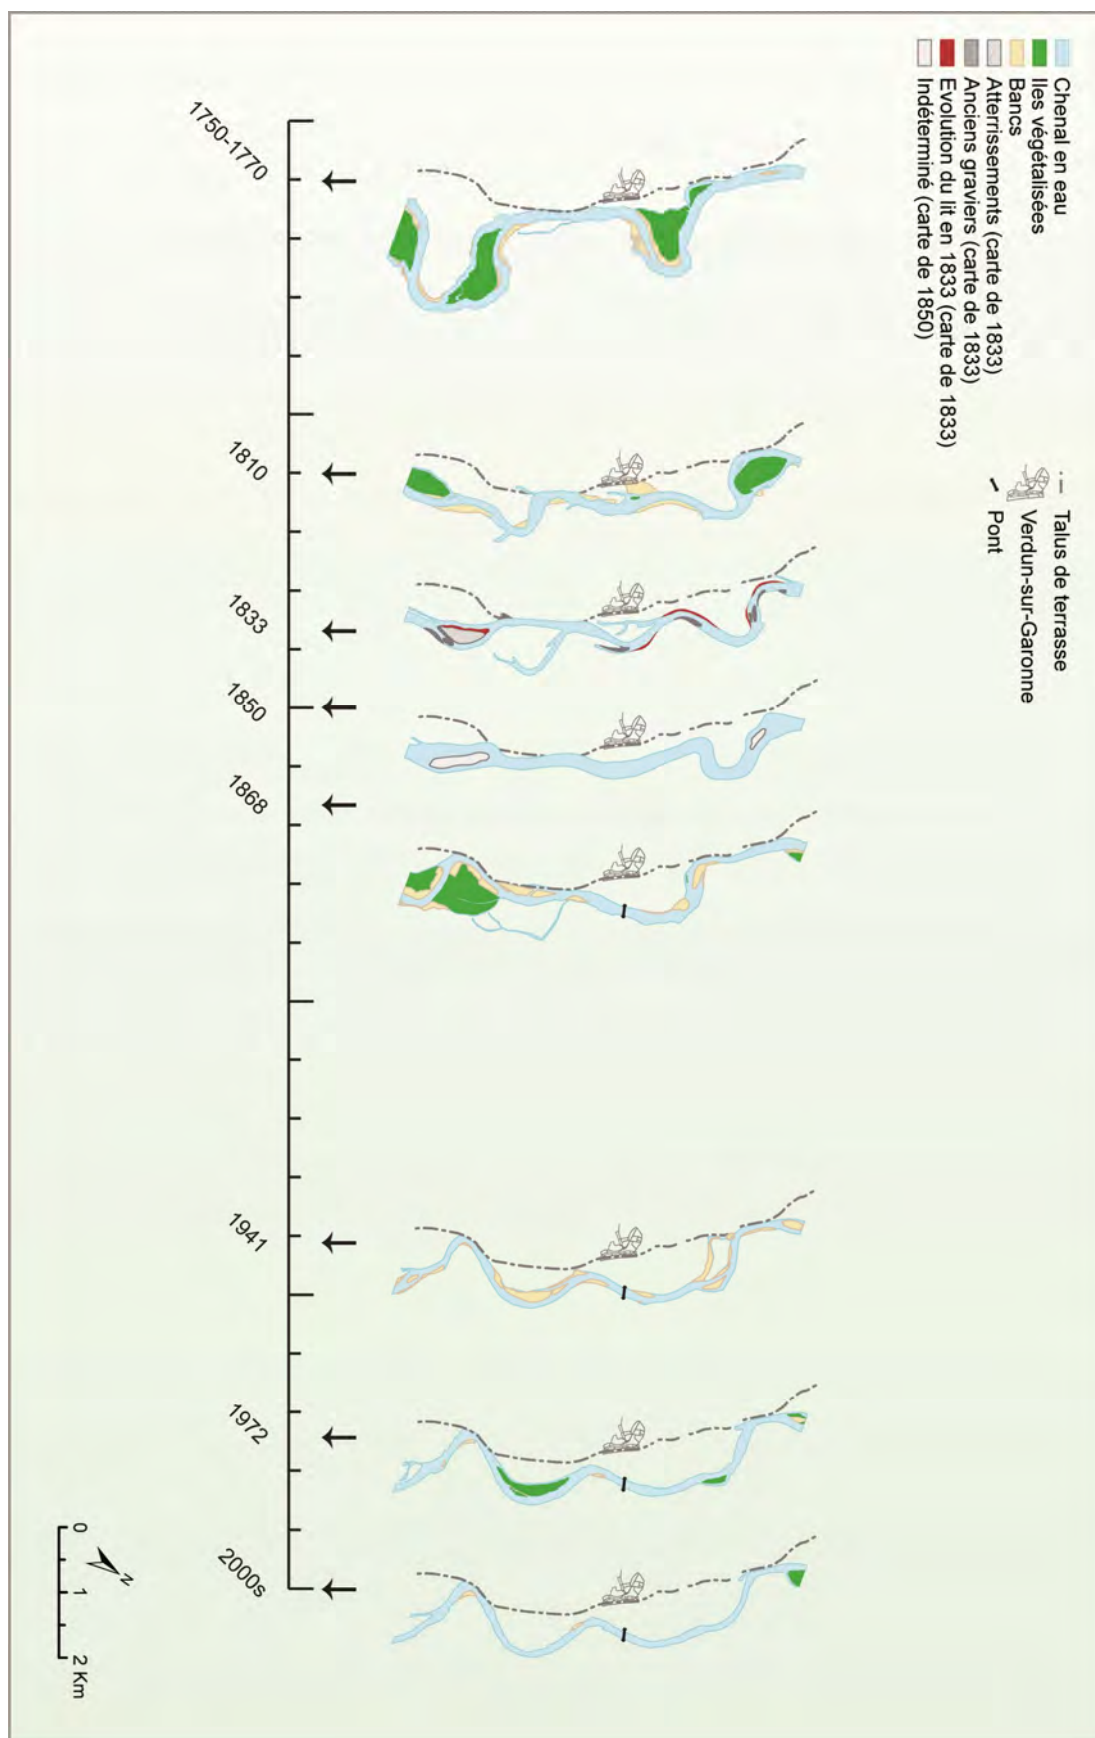 Chenal en eau
Iles végétalisées
Bancs
Atterrissements (carte de 1833)
Anciens graviers (carte de 1833)
Evolution du lit en 1833 (carte de 1833)
Indéterminé (carte de 1850)
Talus de terrasse
Verdun-sur-Garonne
Pont
1750-1770
1810
1833
1850
1868
1941
1972
2000s
N
0
1
2 Km